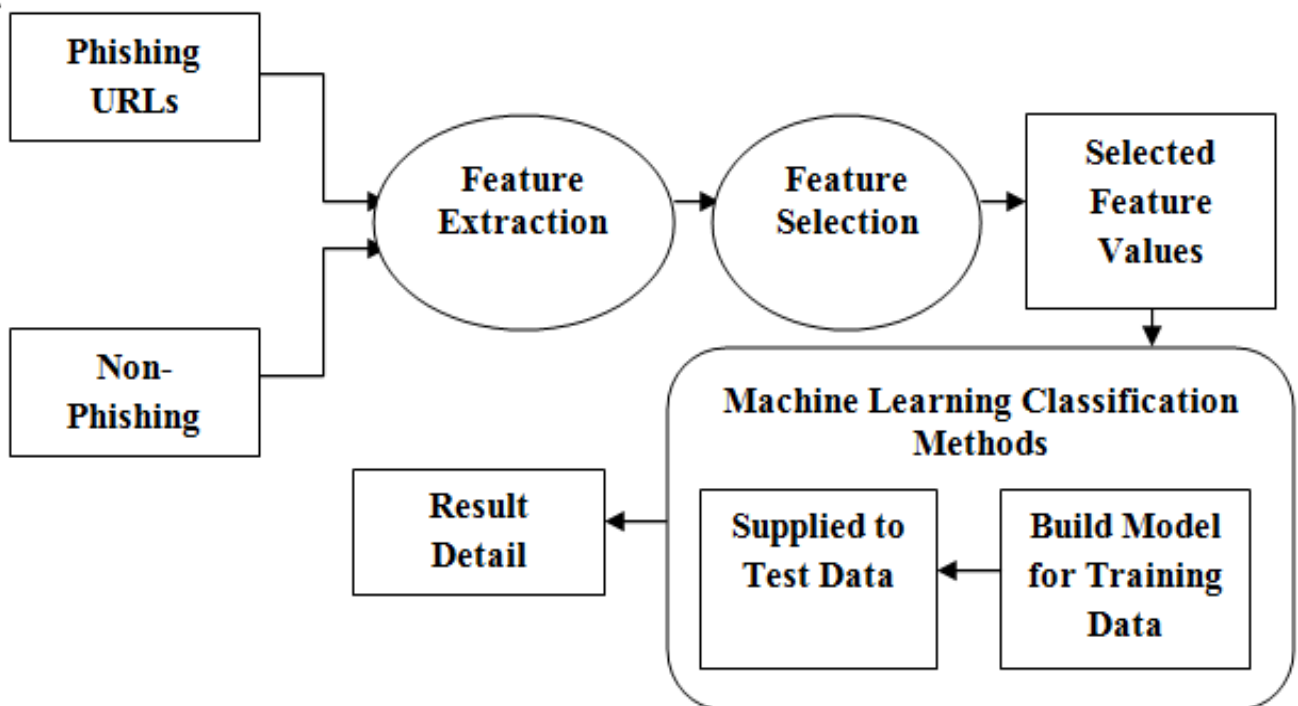 Phishing
URLs
Non-
Phishing
Feature
Extraction
Feature
Selection
Selected
Feature
Values
Machine Learning Classification
Methods
Build Model
for Training
Data
Supplied to
Test Data
Result
Detail